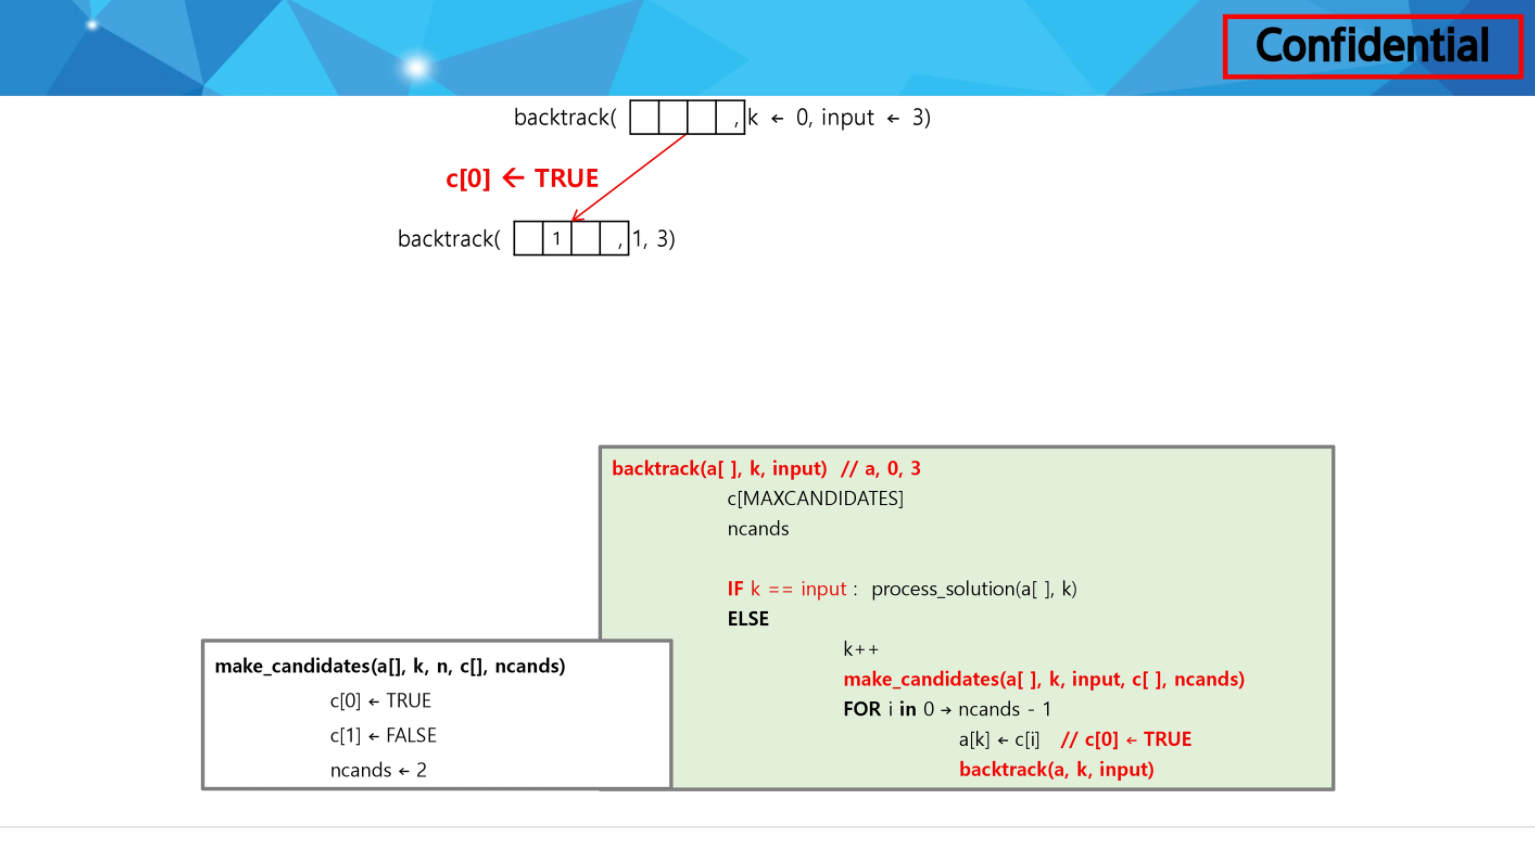 Confidential
backtrack( , k ← 0, input ← 3)
c[0] ← TRUE
backtrack( 1 , 1, 3)
backtrack(a[ ], k, input) // a, 0, 3
c[MAXCANDIDATES]
ncands
IF k == input : process_solution(a[ ], k)
ELSE
k++
make_candidates(a[ ], k, input, c[ ], ncands)
FOR i in 0 → ncands - 1
a[k] ← c[i] // c[0] ← TRUE
backtrack(a, k, input)
make_candidates(a[], k, n, c[], ncands)
c[0] ← TRUE
c[1] ← FALSE
ncands ← 2